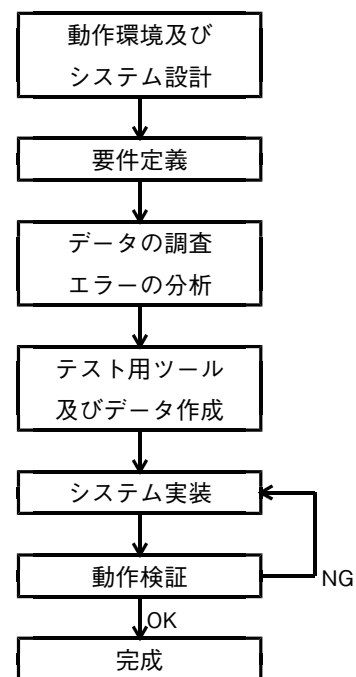 動作環境及び
システム設計
要件定義
データの調査
エラーの分析
テスト用ツール
及びデータ作成
システム実装
動作検証
NG
OK
完成